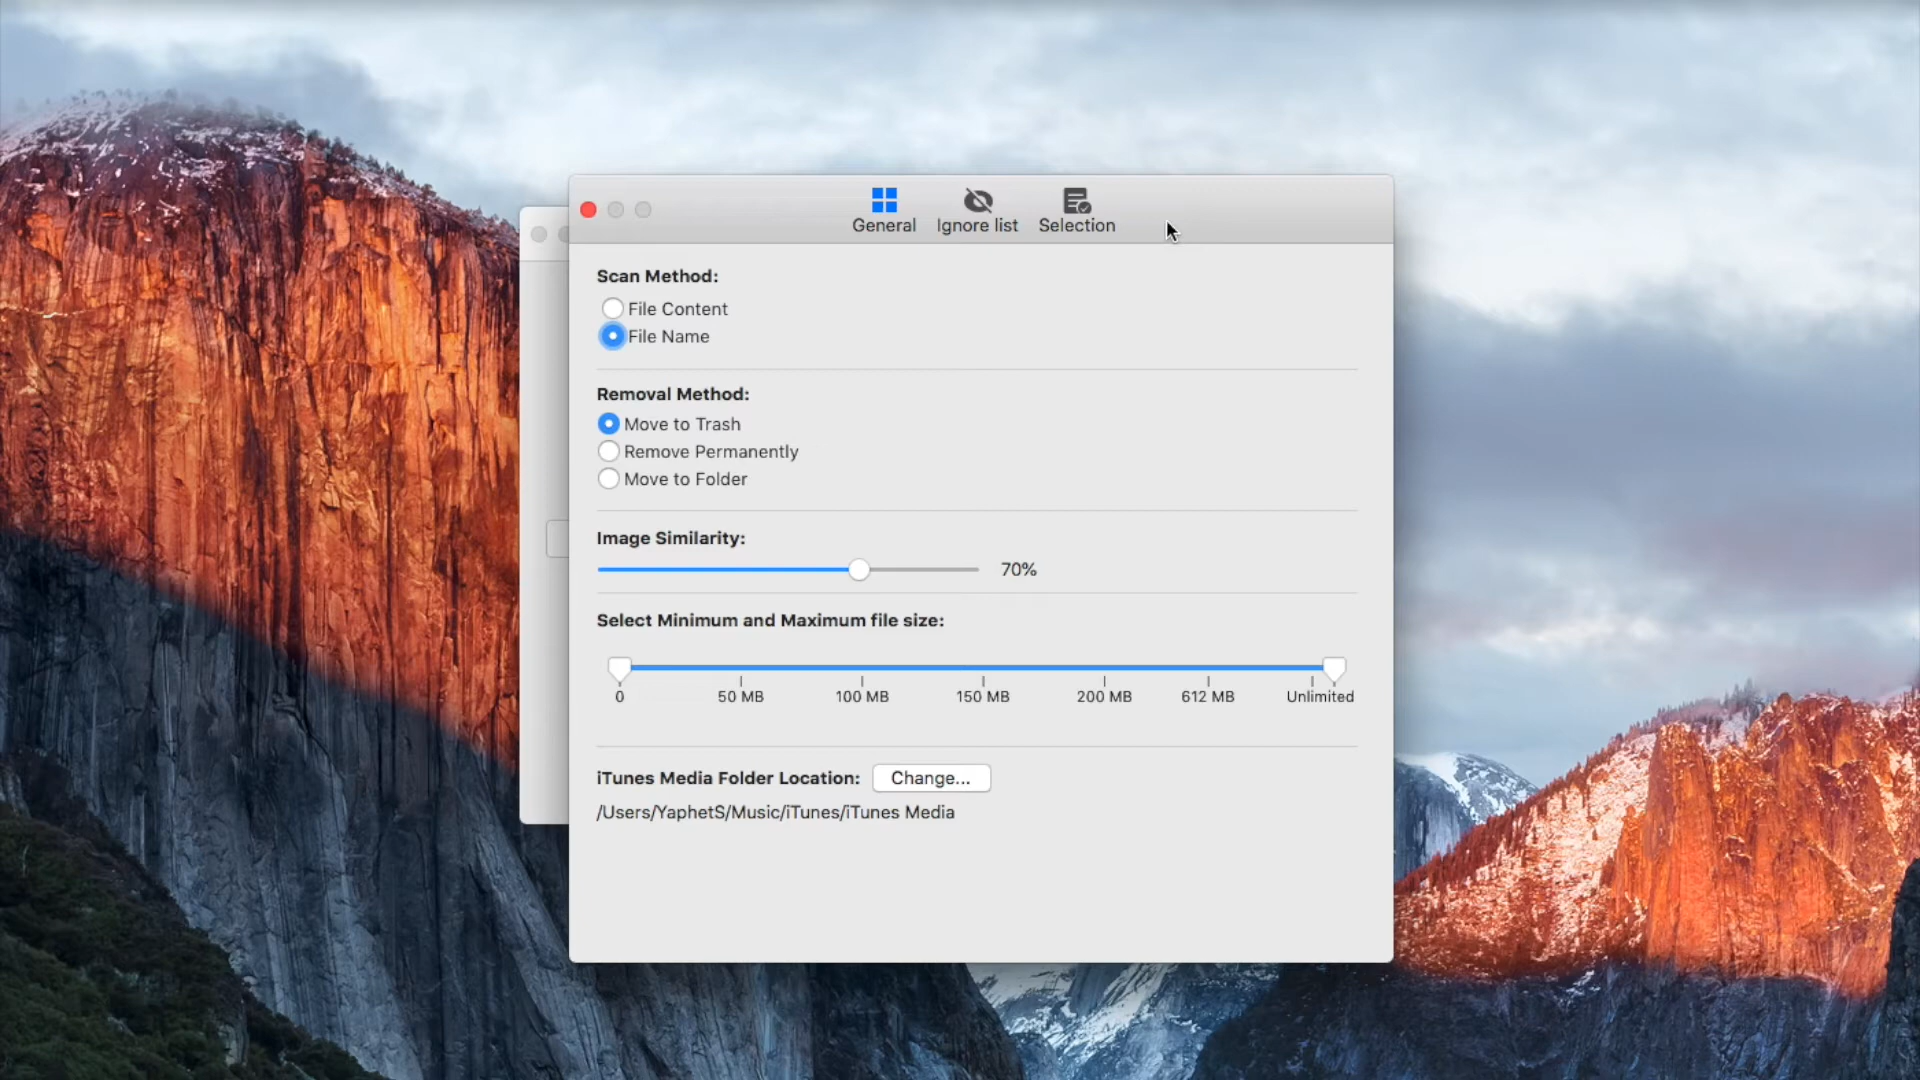 General Ignore list Selection
Scan Method:
File Content
File Name
Removal Method:
Move to Trash
Remove Permanently
Move to Folder
Image Similarity:
70%
Select Minimum and Maximum file size:
0 50 MB 100 MB 150 MB 200 MB 612 MB Unlimited
iTunes Media Folder Location: Change...
/Users/YaphetS/Music/iTunes/iTunes Media